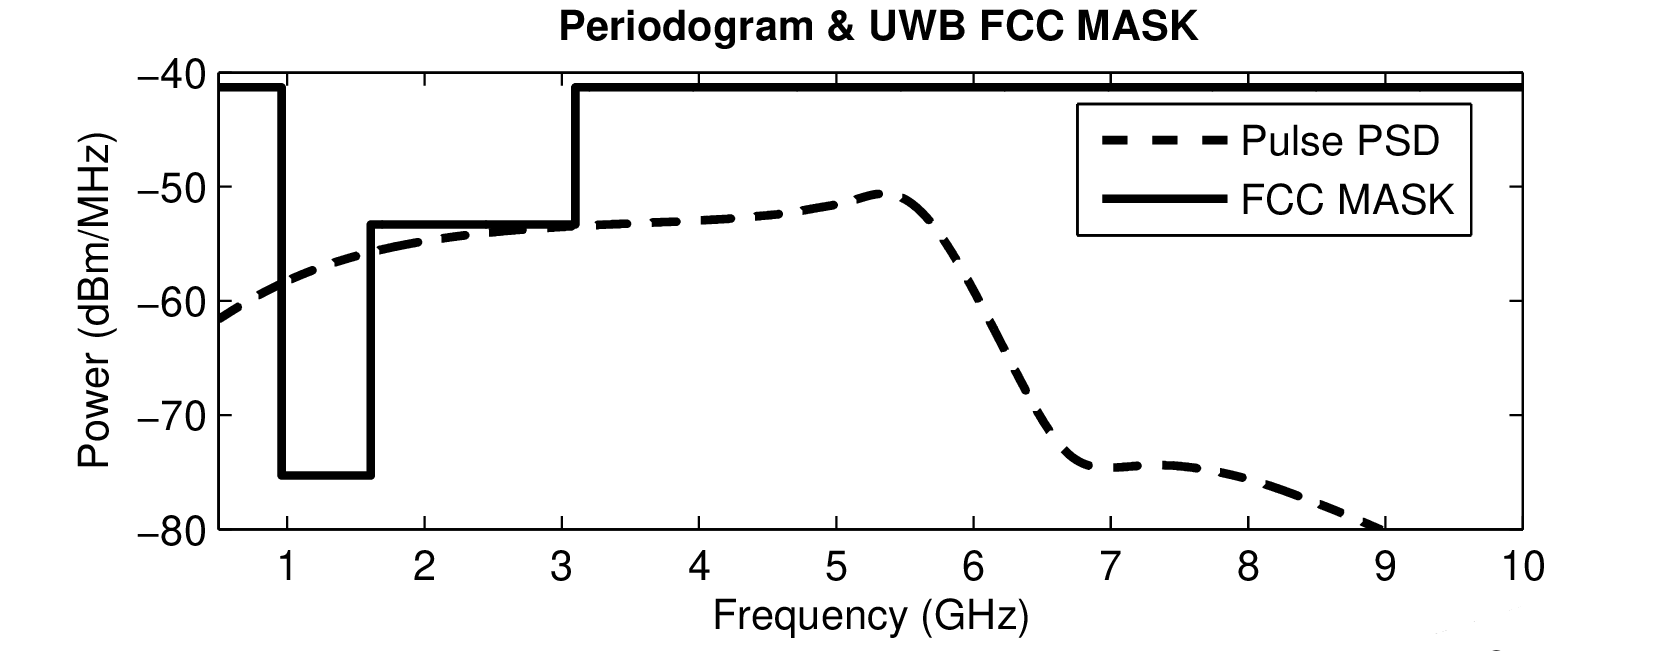 Periodogram & UWB FCC MASK
Power (dBm/MHz)
−40
−50
−60
−70
−80
Pulse PSD
FCC MASK
1 2 3 4 5 6 7 8 9 10
Frequency (GHz)